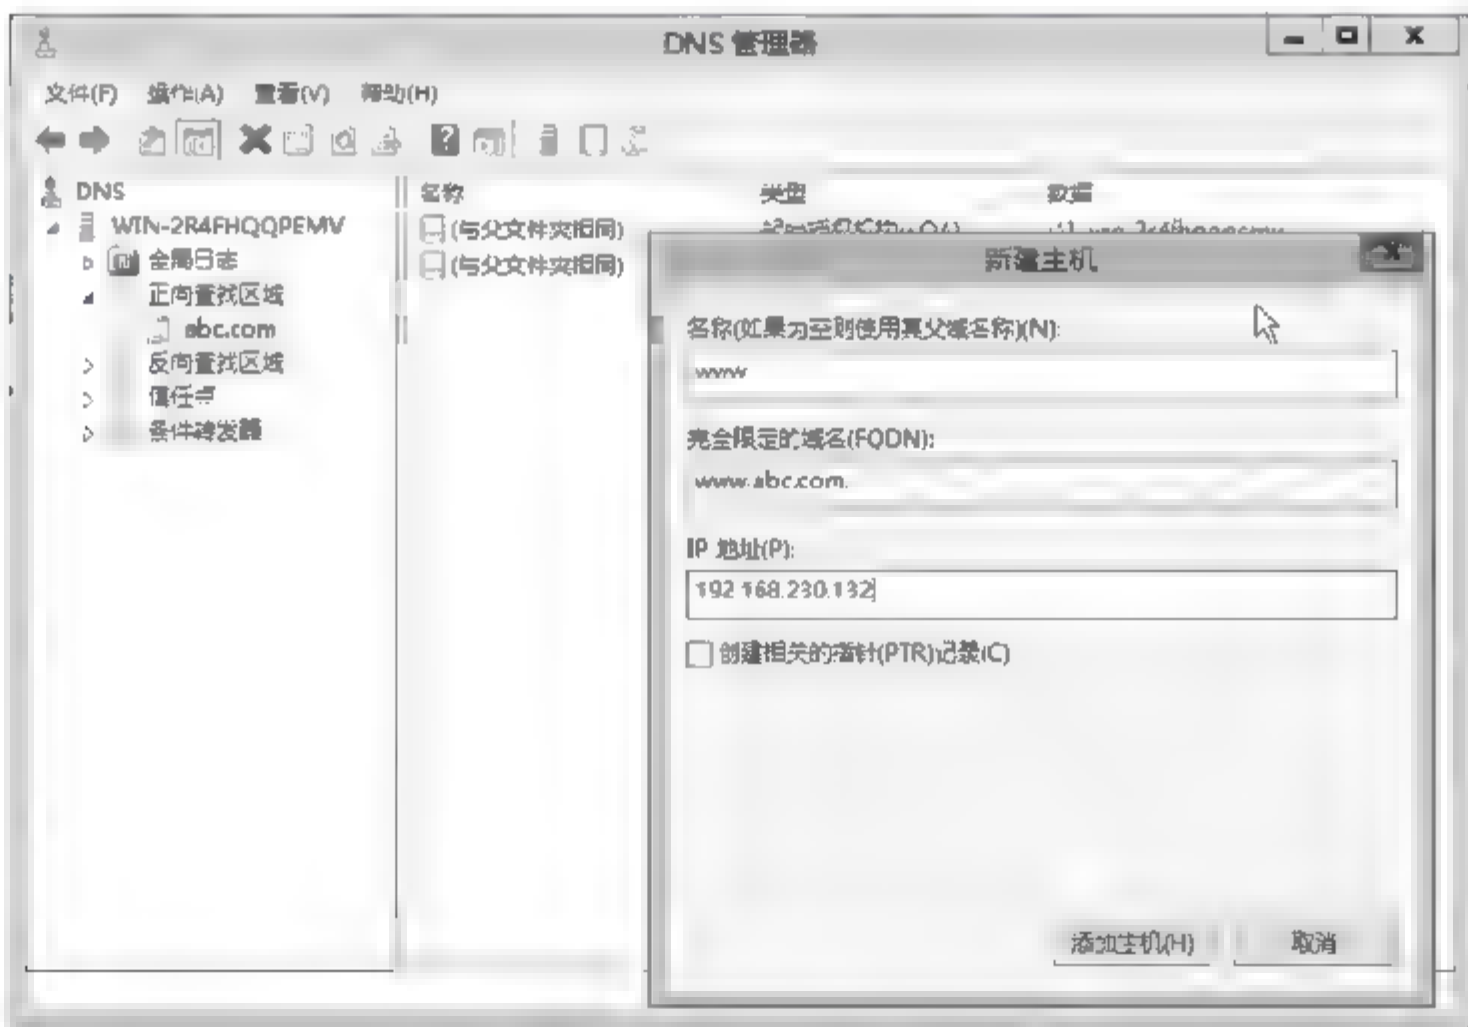 DNS 管理器
文件(F) 操作(A) 查看(V) 帮助(H)
DNS
WIN-2R4FHQQPEMV
全局日志
正向查找区域
abc.com
反向查找区域
信任点
条件转发器
名称 类型 数据
(与父文件夹相同)
(与父文件夹相同)
新建主机
名称(如果为空则使用其父域名称)(N):
www
完全限定的域名(FQDN):
www.abc.com.
IP 地址(P):
192.168.230.132
创建相关的指针(PTR)记录(C)
添加主机(H) 取消